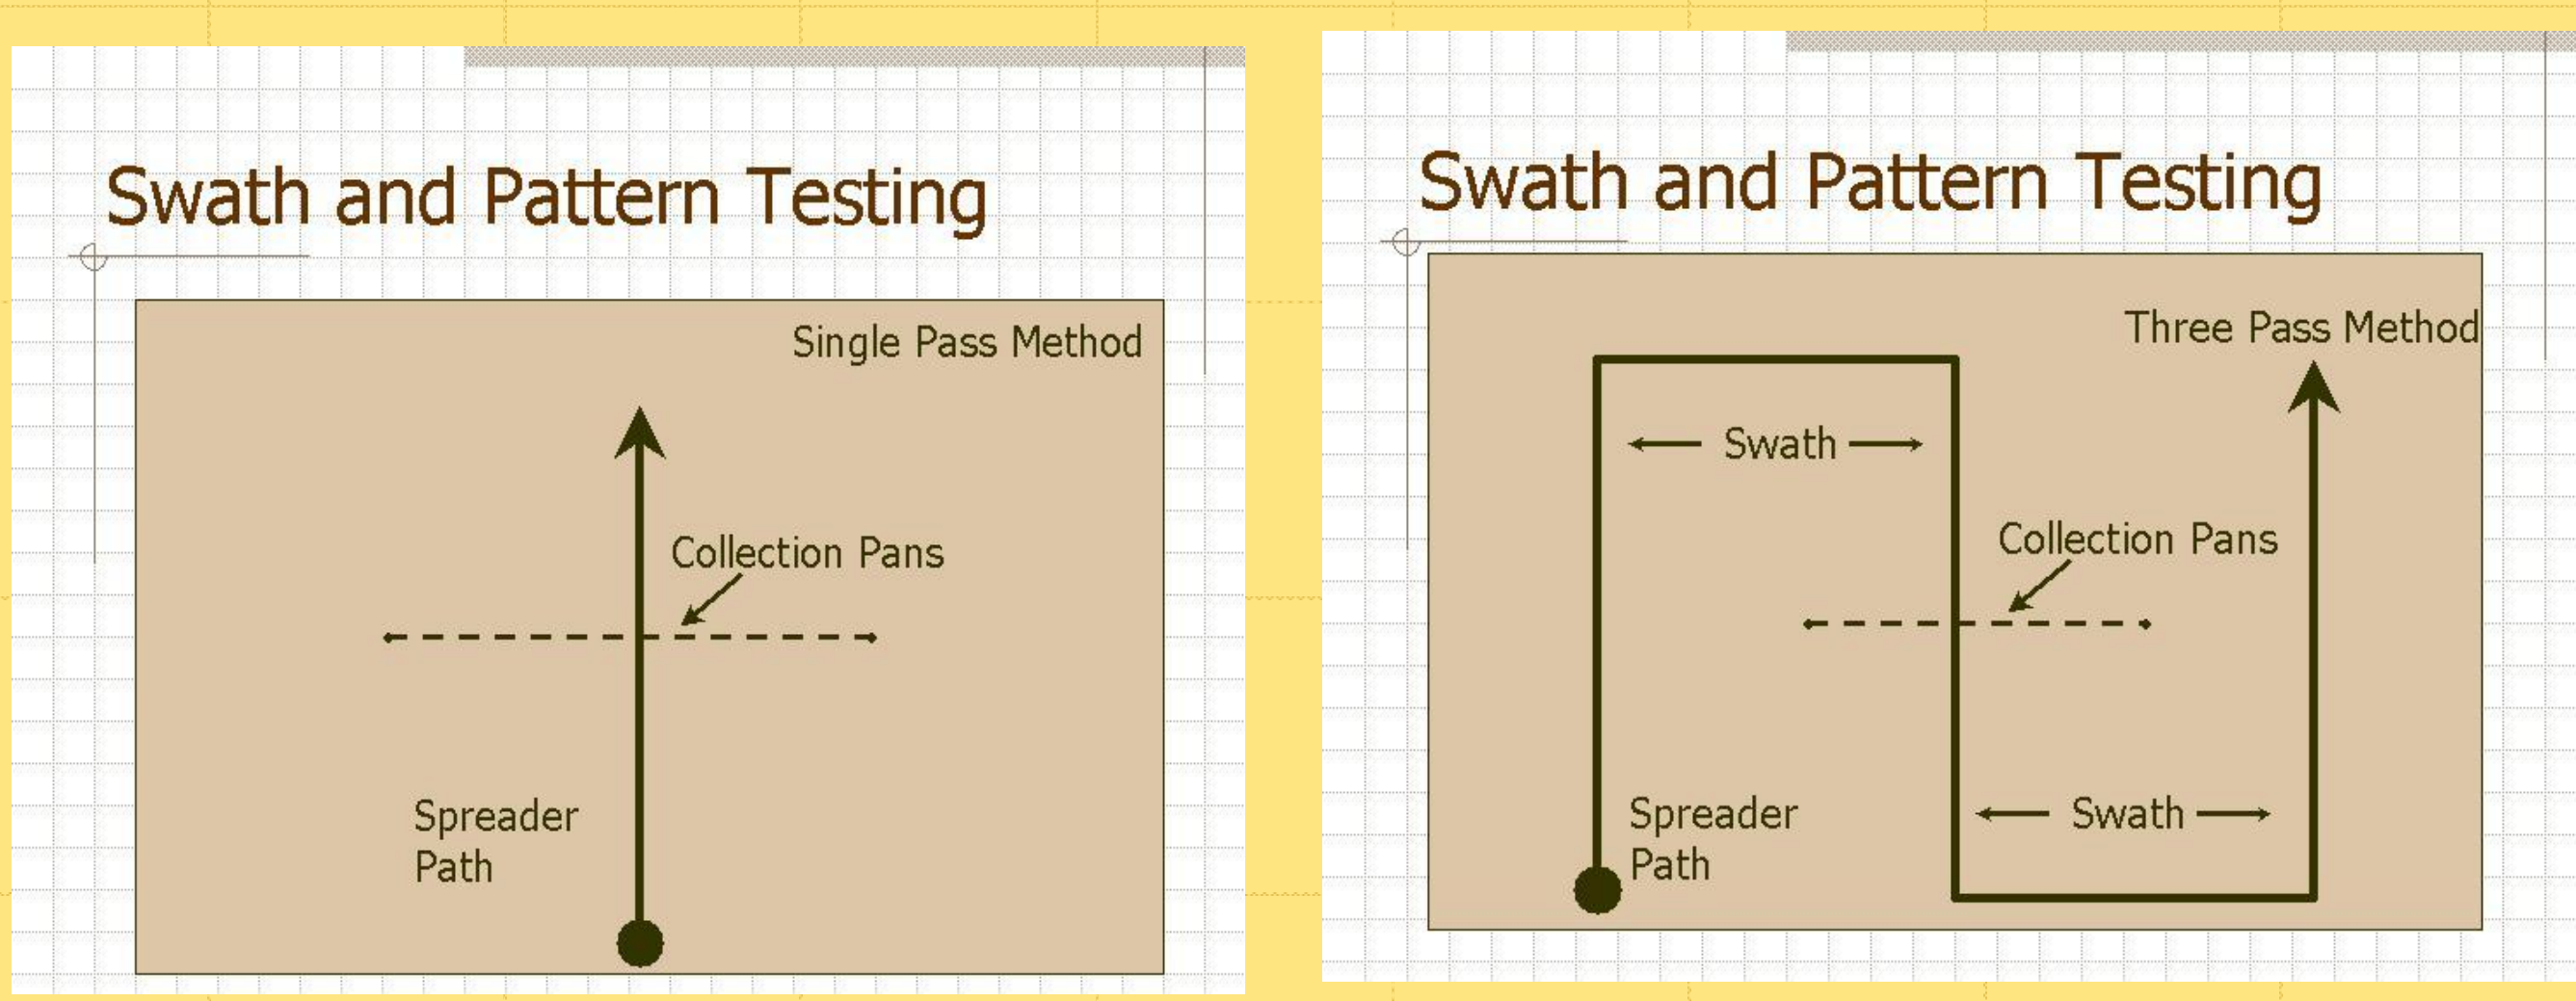 Swath and Pattern Testing
Single Pass Method
Collection Pans
Spreader
Path
Swath and Pattern Testing
Three Pass Method
Swath
Collection Pans
Spreader
Path
Swath